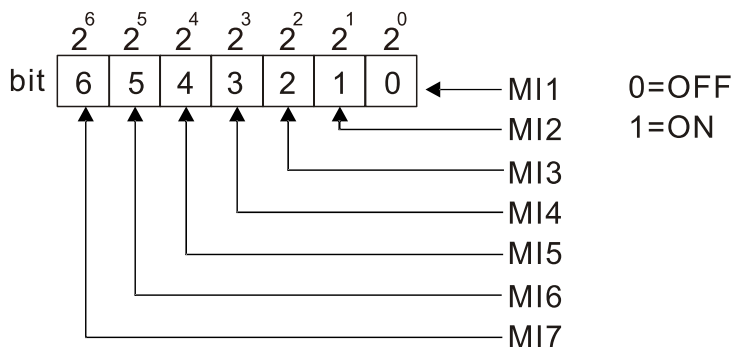 2⁶ 2⁵ 2⁴ 2³ 2² 2¹ 2⁰
bit 6 5 4 3 2 1 0
MI1 0=OFF
MI2 1=ON
MI3
MI4
MI5
MI6
MI7